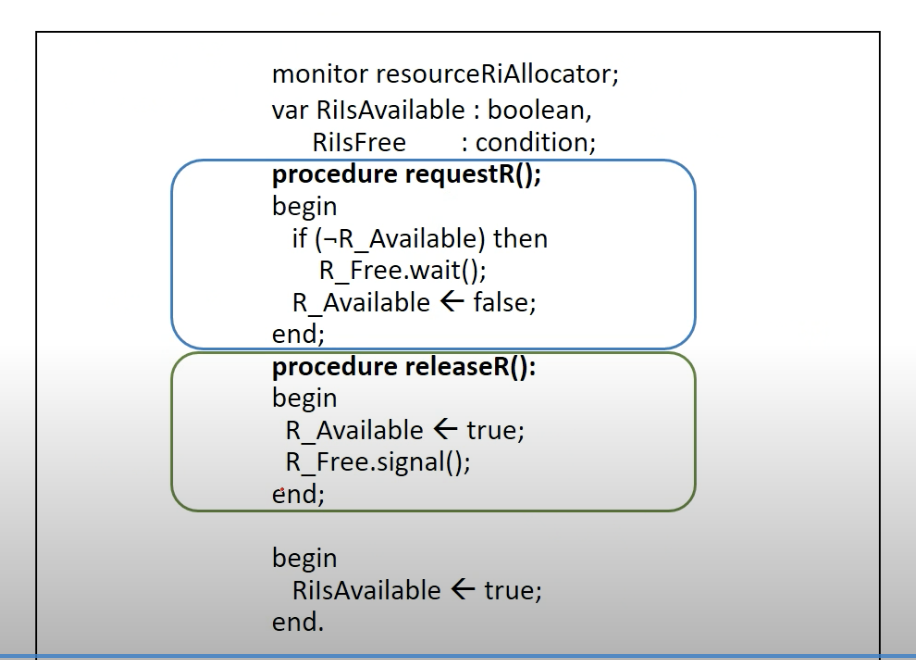 monitor resourceRiAllocator;
var RiIsAvailable : boolean,
RiIsFree : condition;
procedure requestR();
begin
if (¬R_Available) then
R_Free.wait();
R_Available ← false;
end;
procedure releaseR():
begin
R_Available ← true;
R_Free.signal();
end;
begin
RiIsAvailable ← true;
end.